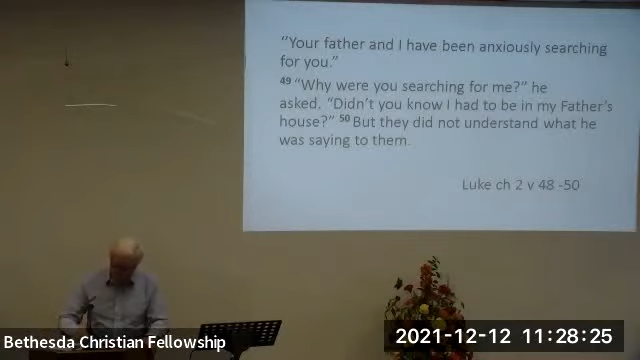 “Your father and I have been anxiously searching
for you.”
49 “Why were you searching for me?” he
asked. “Didn’t you know I had to be in my Father’s
house?” 50 But they did not understand what he
was saying to them.
Luke ch 2 v 48 -50
Bethesda Christian Fellowship
2021-12-12 11:28:25